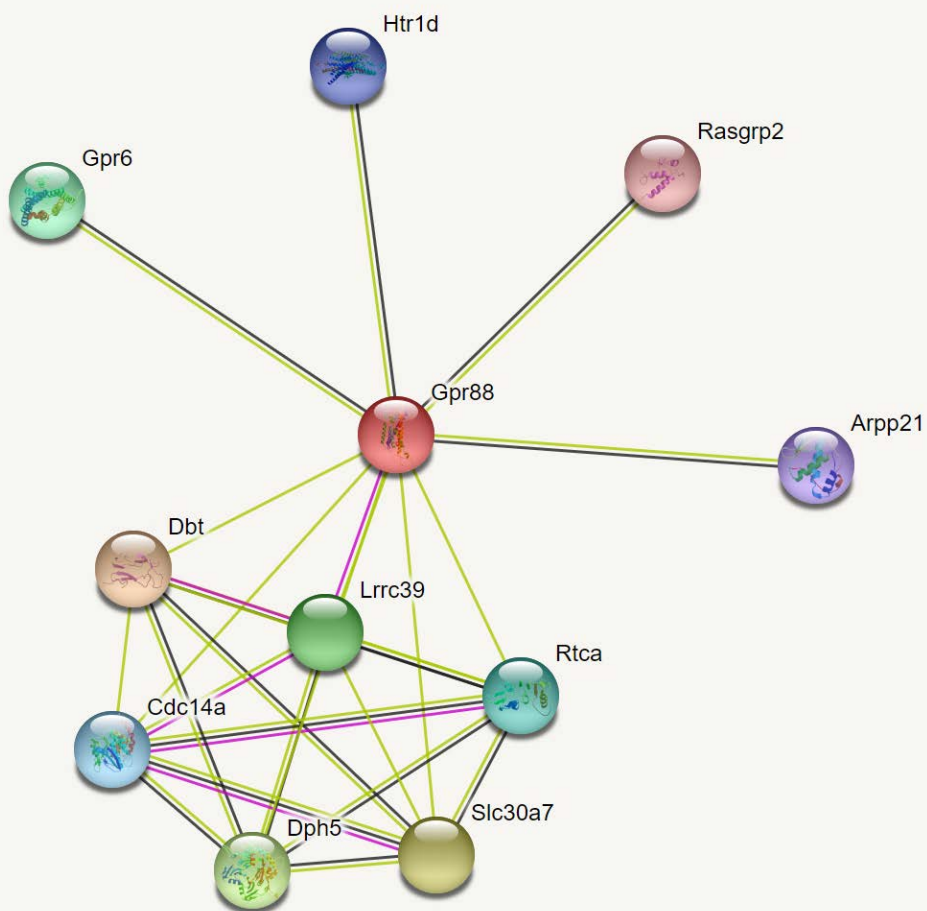 Htr1d
Rasgrp2
Gpr6
Gpr88
Arpp21
Dbt
Lrrc39
Rtca
Cdc14a
Slc30a7
Dph5